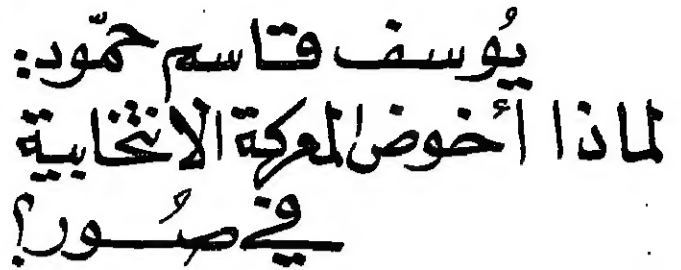 يُوسف قاسم حمّود:
لماذا أخوض المعركة الانتخابية
في صُور؟